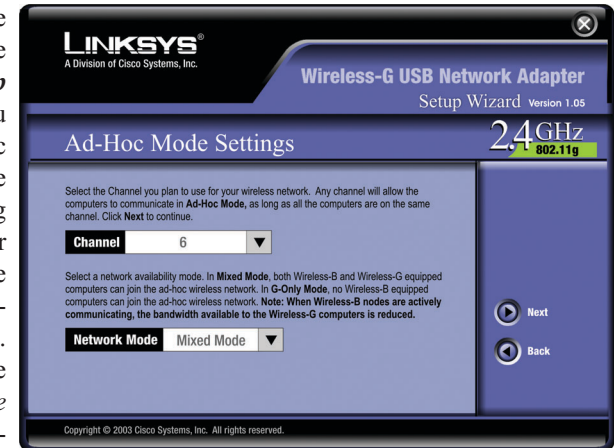 LINKSYS®
A Division of Cisco Systems, Inc.
Wireless-G USB Network Adapter
Setup Wizard Version 1.05
Ad-Hoc Mode Settings
2.4GHz
802.11g
Select the Channel you plan to use for your wireless network. Any channel will allow the
computers to communicate in Ad-Hoc Mode, as long as all the computers are on the same
channel. Click Next to continue.
Channel 6
Select a network availability mode. In Mixed Mode, both Wireless-B and Wireless-G equipped
computers can join the ad-hoc wireless network. In G-Only Mode, no Wireless-B equipped
computers can join the ad-hoc wireless network. Note: When Wireless-B nodes are actively
communicating, the bandwidth available to the Wireless-G computers is reduced.
Network Mode Mixed Mode
Next
Back
Copyright © 2003 Cisco Systems, Inc. All rights reserved.